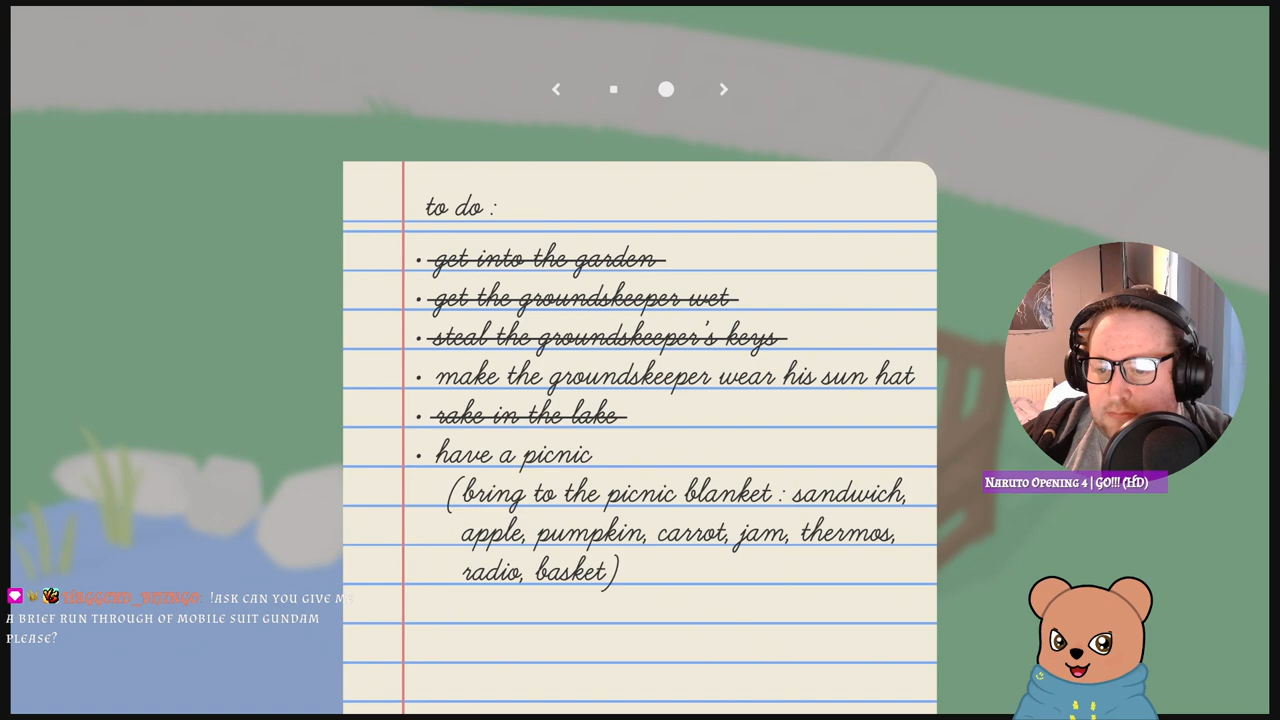 to do :
• get into the garden
• get the groundskeeper wet
• steal the groundskeeper's keys
• make the groundskeeper wear his sun hat
• rake in the lake
• have a picnic
(bring to the picnic blanket : sandwich,
apple, pumpkin, carrot, jam, thermos,
radio, basket)
Naruto Opening 4 | GO!!! (HD)
!ask can you give me
a brief run through of mobile suit gundam
please?